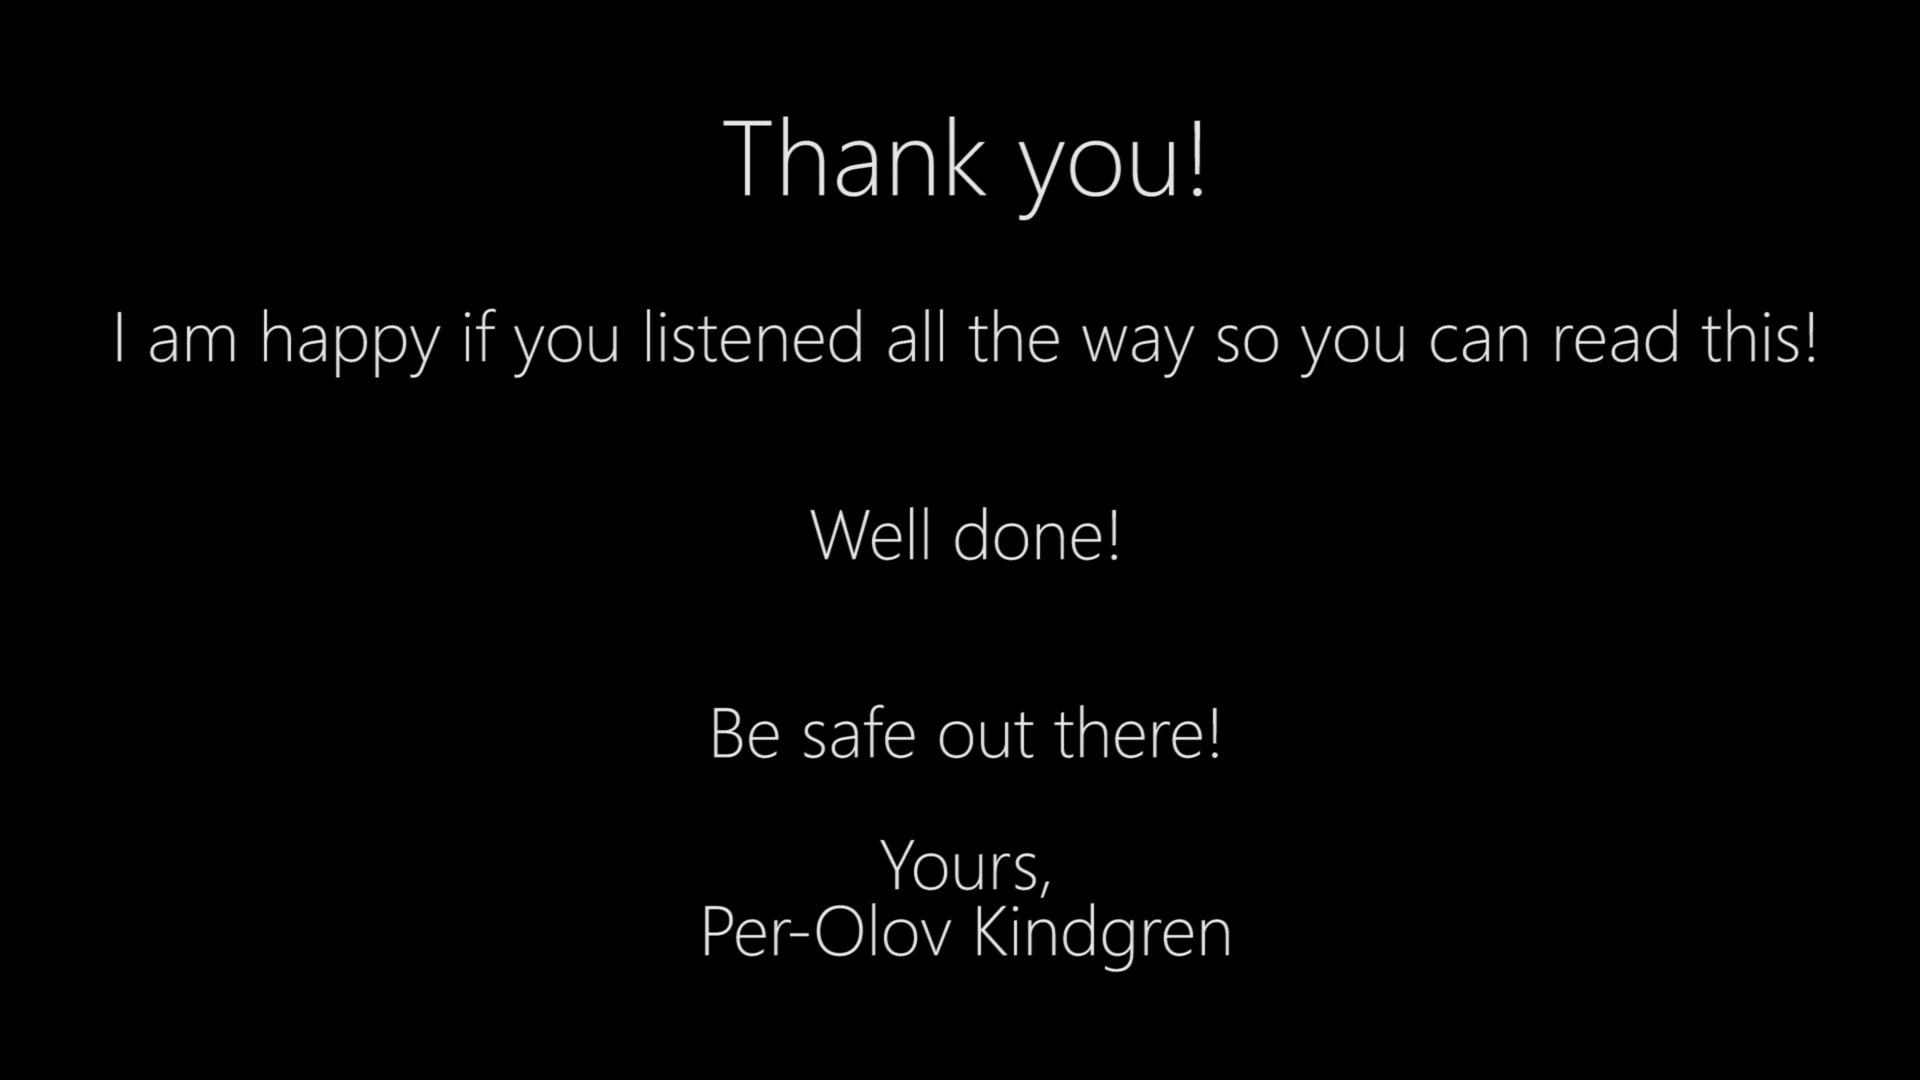 Thank you!
I am happy if you listened all the way so you can read this!
Well done!
Be safe out there!
Yours,
Per-Olov Kindgren